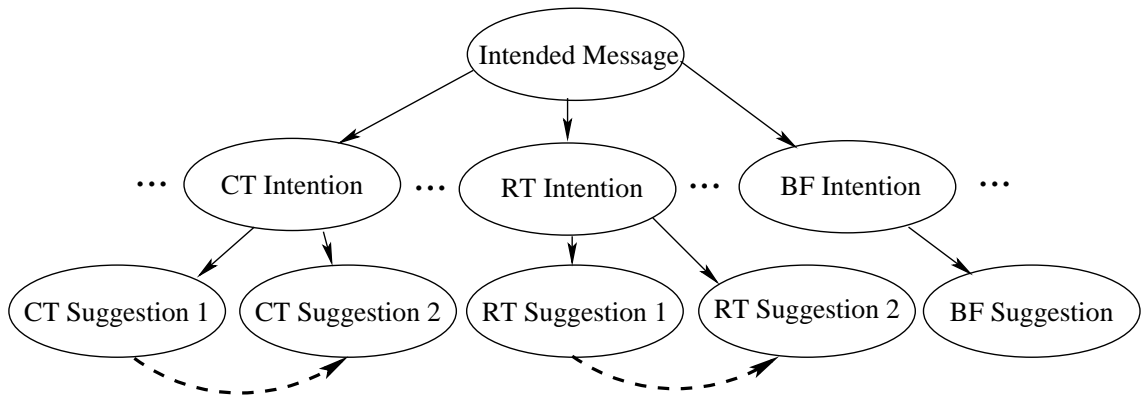 Intended Message
... CT Intention ... RT Intention ... BF Intention ...
CT Suggestion 1 CT Suggestion 2 RT Suggestion 1 RT Suggestion 2 BF Suggestion